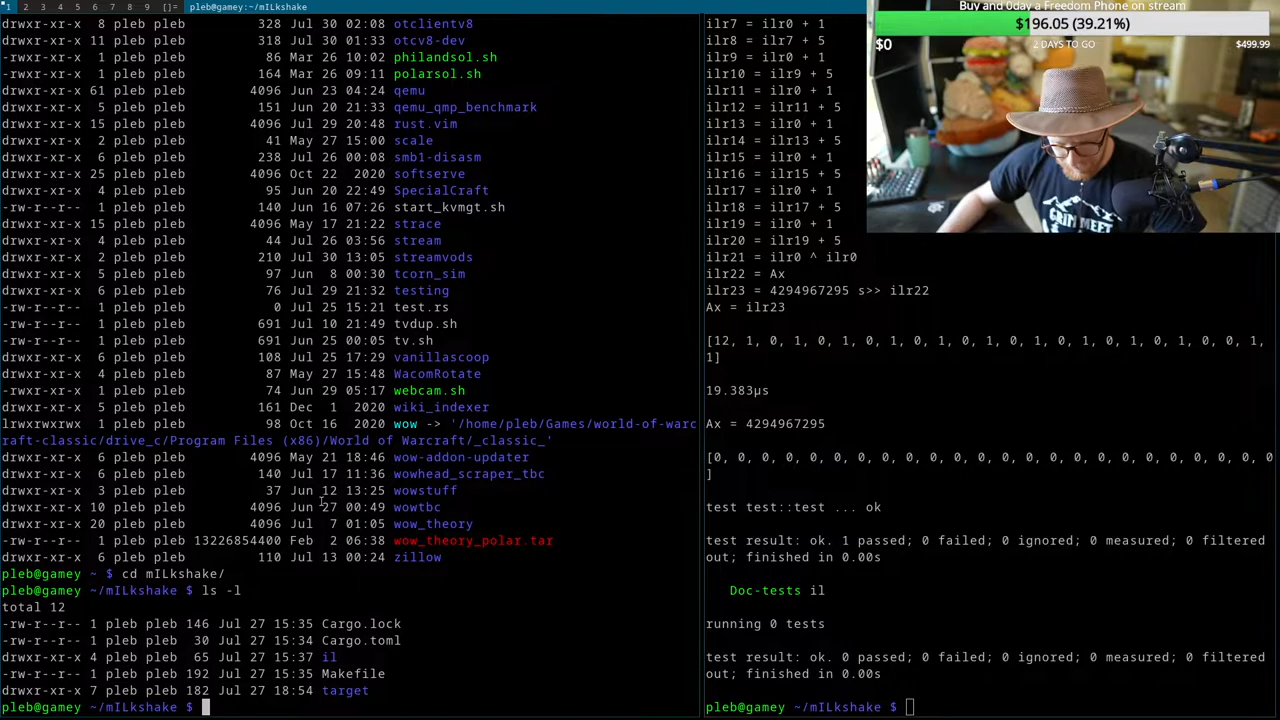 1 2 3 4 5 6 7 8 9 []= pleb@gamey:~/mILkshake
drwxr-xr-x 8 pleb pleb 328 Jul 30 02:08 otclientv8
drwxr-xr-x 11 pleb pleb 318 Jul 30 01:33 otcv8-dev
-rwxr-xr-x 1 pleb pleb 86 Mar 26 10:02 philandsol.sh
-rwxr-xr-x 1 pleb pleb 164 Mar 26 09:11 polarsol.sh
drwxr-xr-x 61 pleb pleb 4096 Jun 23 04:24 qemu
drwxr-xr-x 5 pleb pleb 151 Jun 20 21:33 qemu_qmp_benchmark
drwxr-xr-x 15 pleb pleb 4096 Jul 29 20:48 rust.vim
drwxr-xr-x 2 pleb pleb 41 May 27 15:00 scale
drwxr-xr-x 6 pleb pleb 238 Jul 26 00:08 smb1-disasm
drwxr-xr-x 25 pleb pleb 4096 Oct 22 2020 softserve
drwxr-xr-x 4 pleb pleb 95 Jun 20 22:49 SpecialCraft
-rw-r--r-- 1 pleb pleb 140 Jun 16 07:26 start_kvmgt.sh
drwxr-xr-x 15 pleb pleb 4096 May 17 21:22 strace
drwxr-xr-x 4 pleb pleb 44 Jul 26 03:56 stream
drwxr-xr-x 2 pleb pleb 210 Jul 30 13:05 streamvods
drwxr-xr-x 5 pleb pleb 97 Jun 8 00:30 tcorn_sim
drwxr-xr-x 6 pleb pleb 76 Jul 29 21:32 testing
-rw-r--r-- 1 pleb pleb 0 Jul 25 15:21 test.rs
-rw-r--r-- 1 pleb pleb 691 Jul 10 21:49 tvdup.sh
-rw-r--r-- 1 pleb pleb 691 Jun 25 00:05 tv.sh
drwxr-xr-x 6 pleb pleb 108 Jul 25 17:29 vanillascoop
drwxr-xr-x 4 pleb pleb 87 May 27 15:48 WacomRotate
-rwxr-xr-x 1 pleb pleb 74 Jun 29 05:17 webcam.sh
drwxr-xr-x 5 pleb pleb 161 Dec 1 2020 wiki_indexer
lrwxrwxrwx 1 pleb pleb 98 Oct 16 2020 wow -> '/home/pleb/Games/world-of-warc
raft-classic/drive_c/Program Files (x86)/World of Warcraft/_classic_'
drwxr-xr-x 6 pleb pleb 4096 May 21 18:46 wow-addon-updater
drwxr-xr-x 6 pleb pleb 140 Jul 17 11:36 wowhead_scraper_tbc
drwxr-xr-x 3 pleb pleb 37 Jun 12 13:25 wowstuff
drwxr-xr-x 10 pleb pleb 4096 Jun 27 00:49 wowtbc
drwxr-xr-x 20 pleb pleb 4096 Jul 7 01:05 wow_theory
-rw-r--r-- 1 pleb pleb 13226854400 Feb 2 06:38 wow_theory_polar.tar
drwxr-xr-x 6 pleb pleb 110 Jul 13 00:24 zillow
pleb@gamey ~ $ cd mILkshake/
pleb@gamey ~/mILkshake $ ls -l
total 12
-rw-r--r-- 1 pleb pleb 146 Jul 27 15:35 Cargo.lock
-rw-r--r-- 1 pleb pleb 30 Jul 27 15:34 Cargo.toml
drwxr-xr-x 4 pleb pleb 65 Jul 27 15:37 il
-rw-r--r-- 1 pleb pleb 192 Jul 27 15:35 Makefile
drwxr-xr-x 7 pleb pleb 182 Jul 27 18:54 target
pleb@gamey ~/mILkshake $
ilr7 = ilr0 + 1
ilr8 = ilr7 + 5
ilr9 = ilr0 + 1
ilr10 = ilr9 + 5
ilr11 = ilr0 + 1
ilr12 = ilr11 + 5
ilr13 = ilr0 + 1
ilr14 = ilr13 + 5
ilr15 = ilr0 + 1
ilr16 = ilr15 + 5
ilr17 = ilr0 + 1
ilr18 = ilr17 + 5
ilr19 = ilr0 + 1
ilr20 = ilr19 + 5
ilr21 = ilr0 ^ ilr0
ilr22 = Ax
ilr23 = 4294967295 s>> ilr22
Ax = ilr23
[12, 1, 0, 1, 0, 1, 0, 1, 0, 1, 0, 1, 0, 1, 0, 1, 0, 1, 0, 1, 0, 0, 1,
1]
19.383µs
Ax = 4294967295
[0, 0, 0, 0, 0, 0, 0, 0, 0, 0, 0, 0, 0, 0, 0, 0, 0, 0, 0, 0, 0, 0, 0, 0
]
test test::test ... ok
test result: ok. 1 passed; 0 failed; 0 ignored; 0 measured; 0 filtered
out; finished in 0.00s
Doc-tests il
running 0 tests
test result: ok. 0 passed; 0 failed; 0 ignored; 0 measured; 0 filtered
out; finished in 0.00s
pleb@gamey ~/mILkshake $
Buy and 0day a Freedom Phone on stream
$196.05 (39.21%)
$0 2 DAYS TO GO $499.99
GRIM MEET